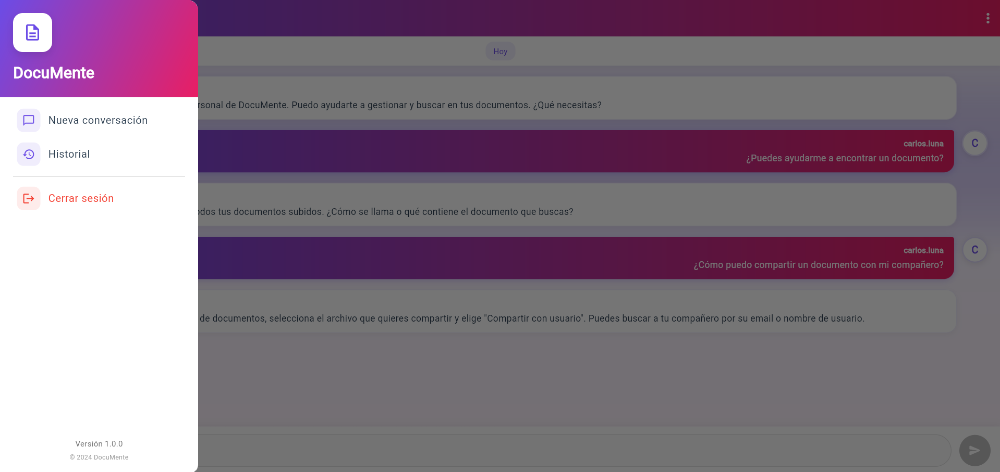 DocuMente
Nueva conversación
Historial
Cerrar sesión
Versión 1.0.0
© 2024 DocuMente
Hoy
de DocuMente. Puedo ayudarte a gestionar y buscar en tus documentos. ¿Qué necesitas?
carlos.luna
¿Puedes ayudarme a encontrar un documento?
C
tus documentos subidos. ¿Cómo se llama o qué contiene el documento que buscas?
carlos.luna
¿Cómo puedo compartir un documento con mi compañero?
C
de documentos, selecciona el archivo que quieres compartir y elige "Compartir con usuario". Puedes buscar a tu compañero por su email o nombre de usuario.